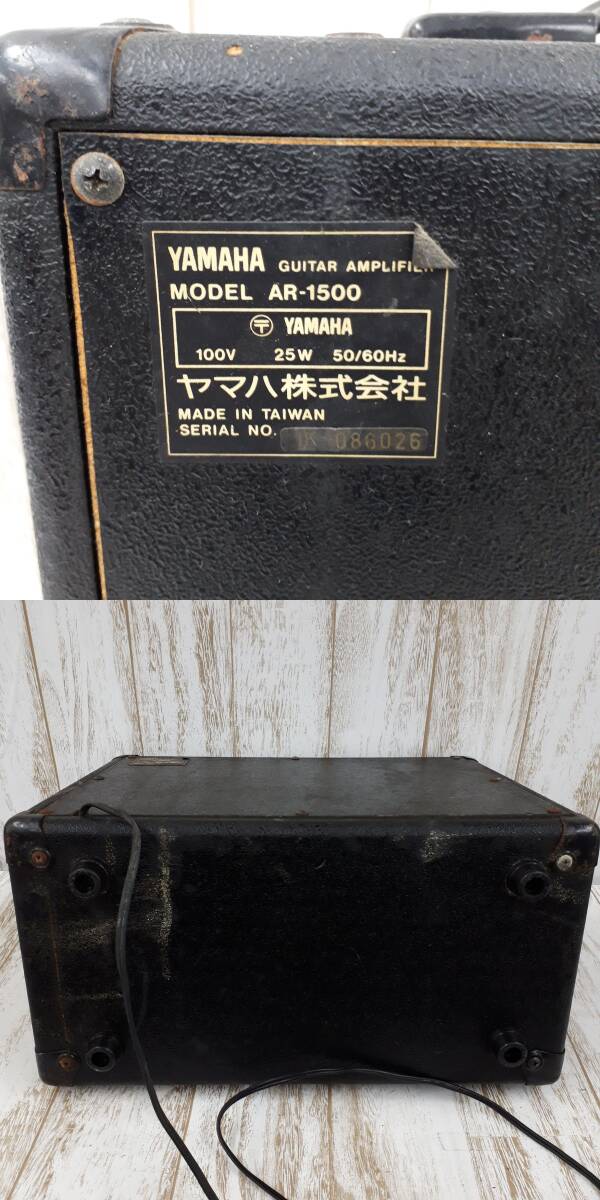 YAMAHA GUITAR AMPLIFIER
MODEL AR-1500
〒 YAMAHA
100V 25W 50/60Hz
ヤマハ株式会社
MADE IN TAIWAN
SERIAL NO. 086026